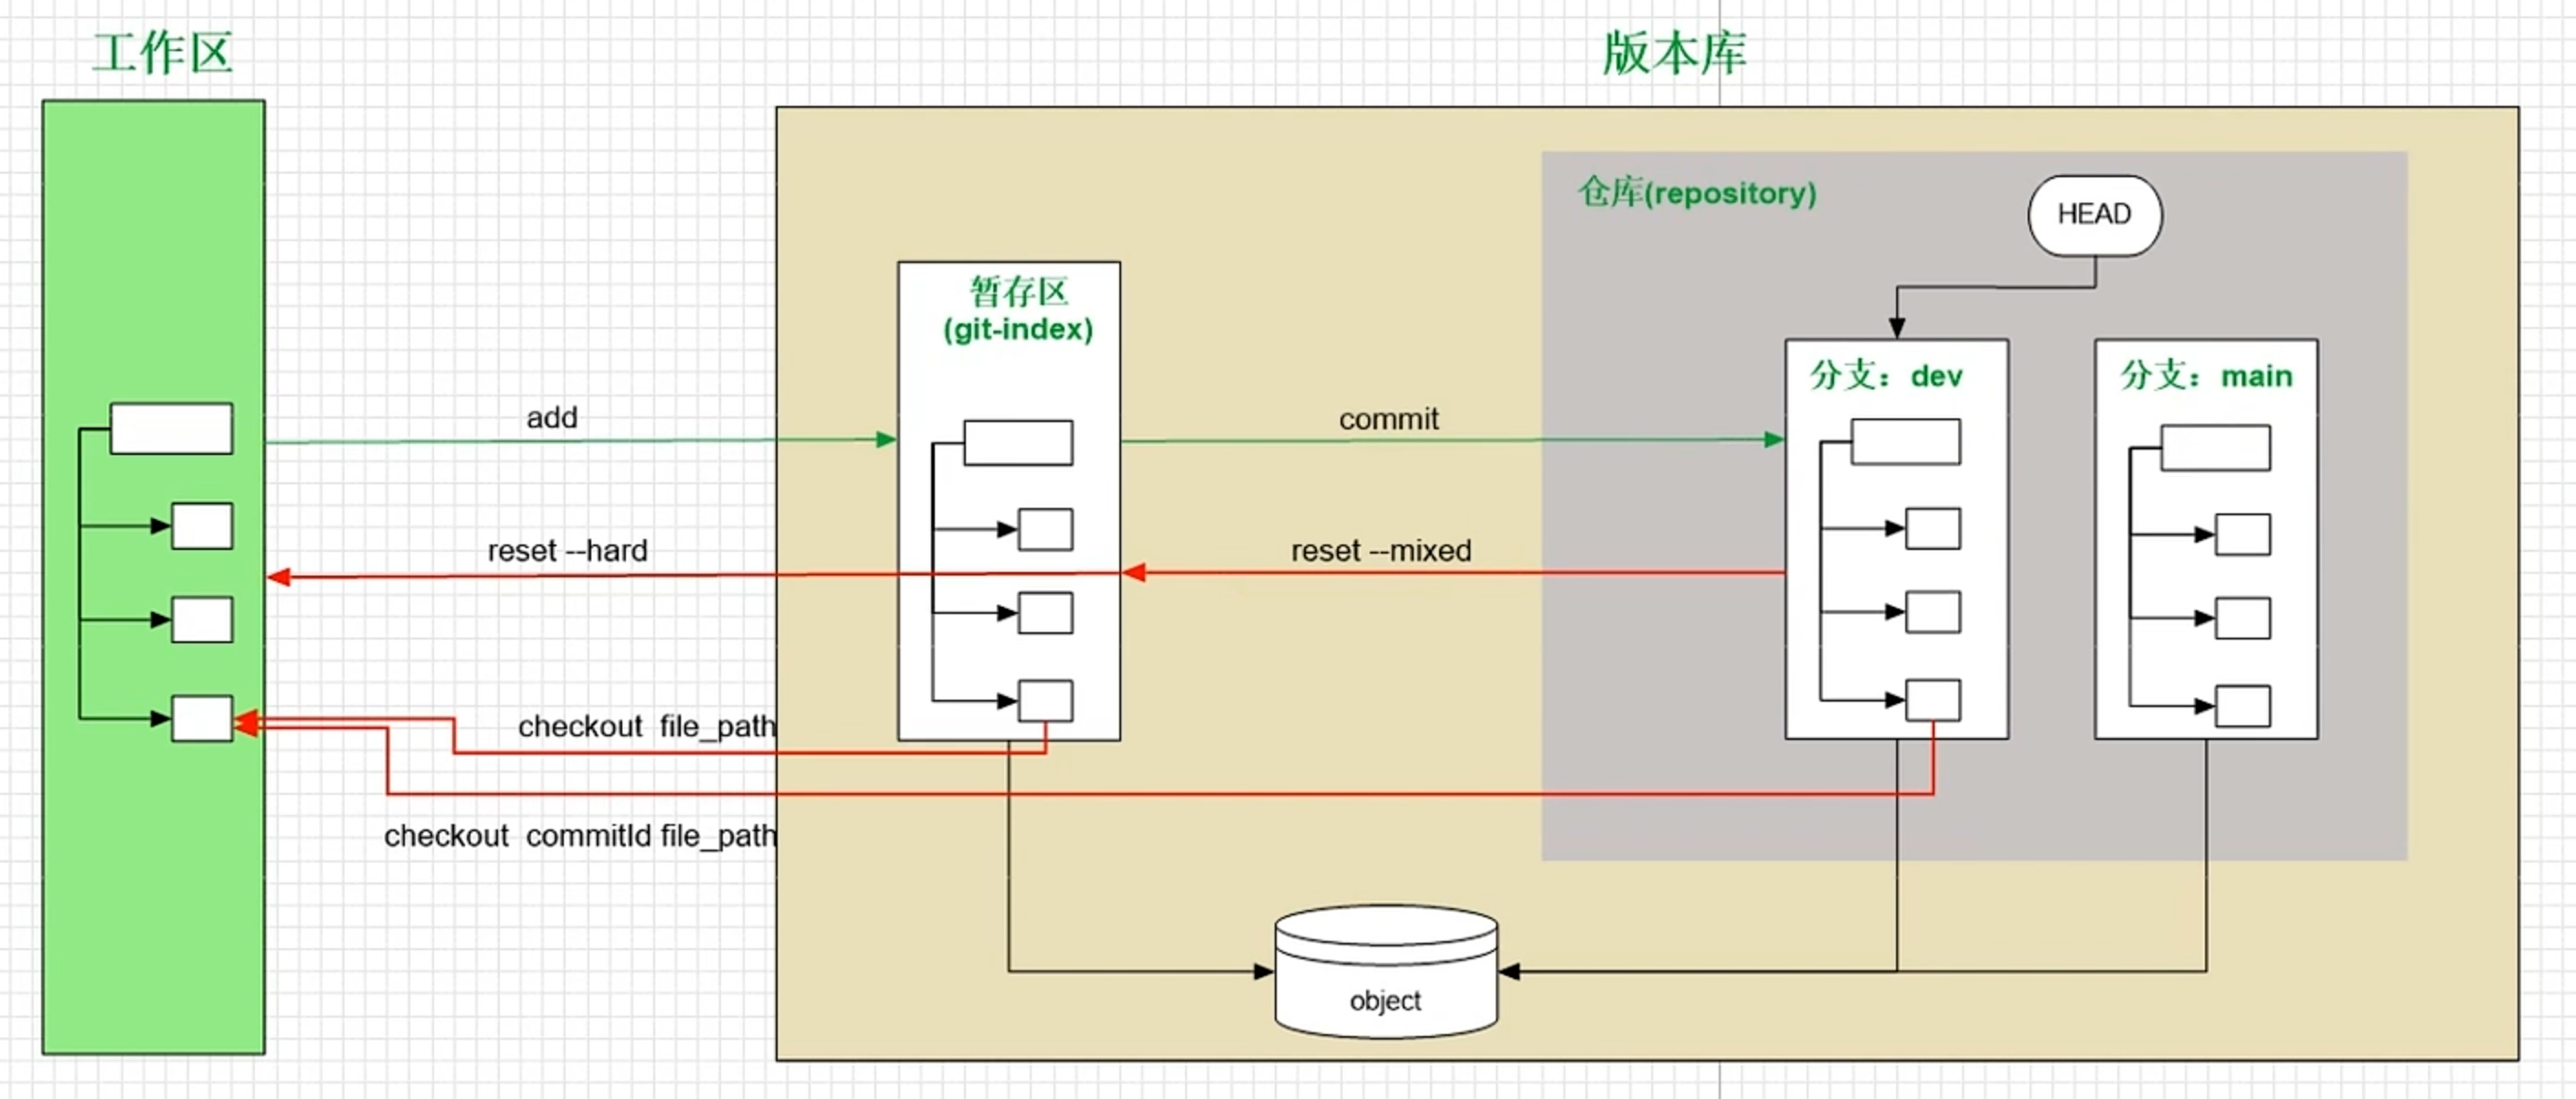 工作区
版本库
仓库(repository)
HEAD
暂存区
(git-index)
分支：dev
分支：main
add
commit
reset --hard
reset --mixed
checkout  file_path
checkout  commitId file_path
object